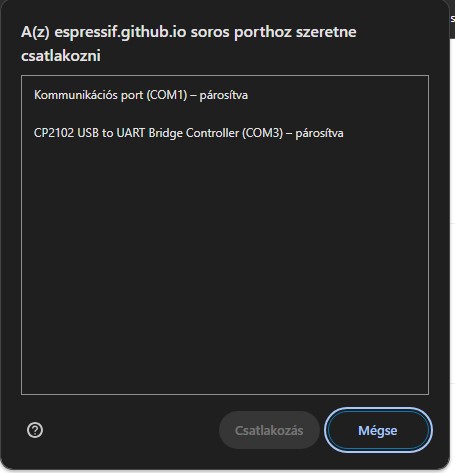 A(z) espressif.github.io soros porthoz szeretne
csatlakozni
Kommunikációs port (COM1) – párosítva
CP2102 USB to UART Bridge Controller (COM3) – párosítva
Csatlakozás
Mégse